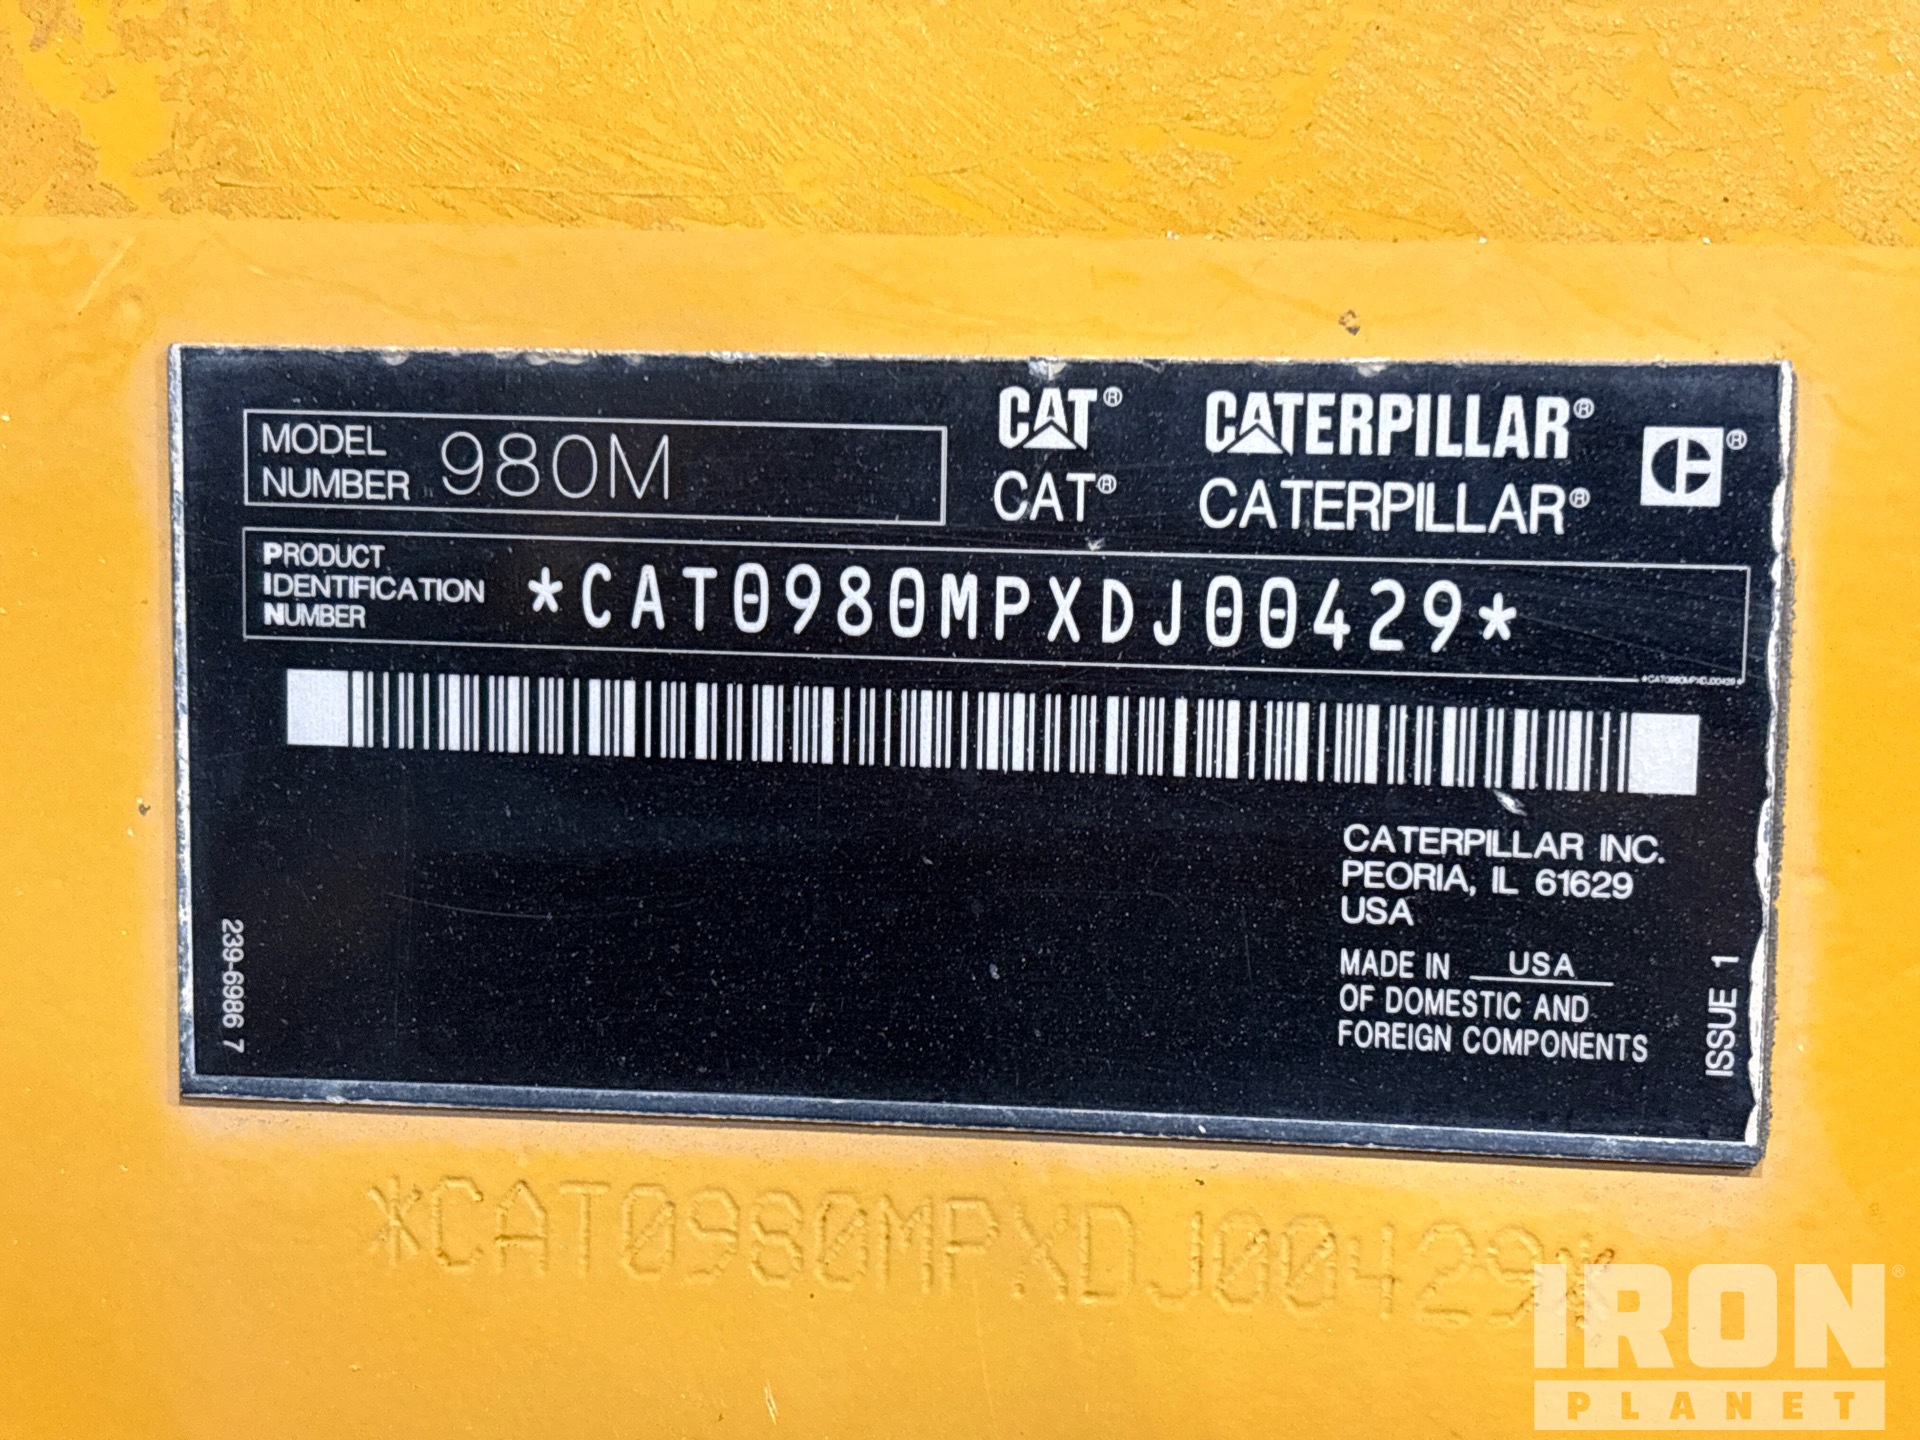 MODEL
NUMBER 980M
CAT® CATERPILLAR®
CAT® CATERPILLAR®
PRODUCT
IDENTIFICATION
NUMBER
*CAT0980MPXDJ00429*
*CAT0980MPXDJ00429*
CATERPILLAR INC.
PEORIA, IL 61629
USA
MADE IN USA
OF DOMESTIC AND
FOREIGN COMPONENTS
239-6986 7
ISSUE 1
*CAT0980MPXDJ00429*
IRON®
PLANET